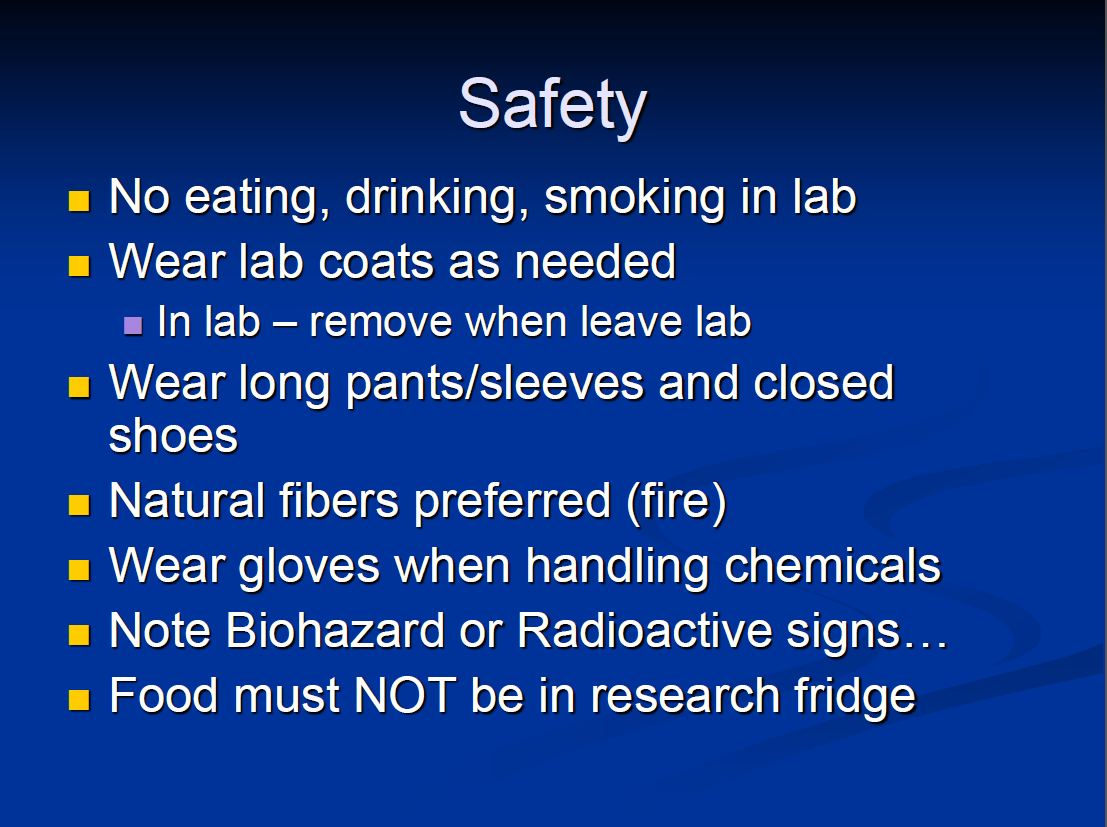 Safety
No eating, drinking, smoking in lab
Wear lab coats as needed
In lab – remove when leave lab
Wear long pants/sleeves and closed
shoes
Natural fibers preferred (fire)
Wear gloves when handling chemicals
Note Biohazard or Radioactive signs…
Food must NOT be in research fridge